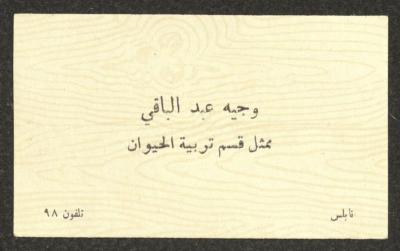 وجيه عبد الباقي
ممثل قسم تربية الحيوان
نابلس
تلفون ٩٨